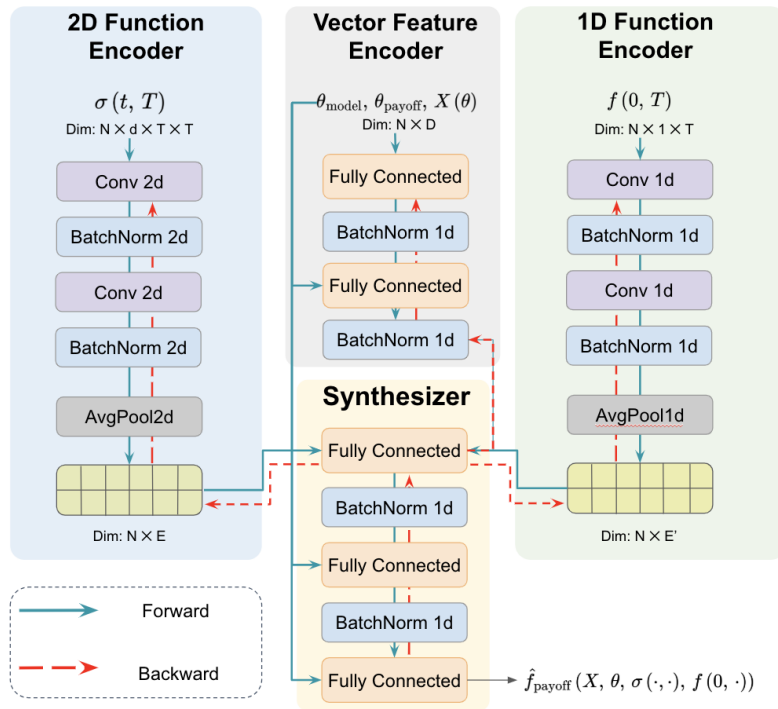 2D Function
Encoder
σ(t, T)
Dim: N × d × T × T
Conv 2d
BatchNorm 2d
Conv 2d
BatchNorm 2d
AvgPool2d
Dim: N × E
Forward
Backward
Vector Feature
Encoder
θmodel, θpayoff, X(θ)
Dim: N × D
Fully Connected
BatchNorm 1d
Fully Connected
BatchNorm 1d
Synthesizer
Fully Connected
BatchNorm 1d
Fully Connected
BatchNorm 1d
Fully Connected
f̂payoff(X, θ, σ(·,·), f(0, ·))
1D Function
Encoder
f(0, T)
Dim: N × 1 × T
Conv 1d
BatchNorm 1d
Conv 1d
BatchNorm 1d
AvgPool1d
Dim: N × E'